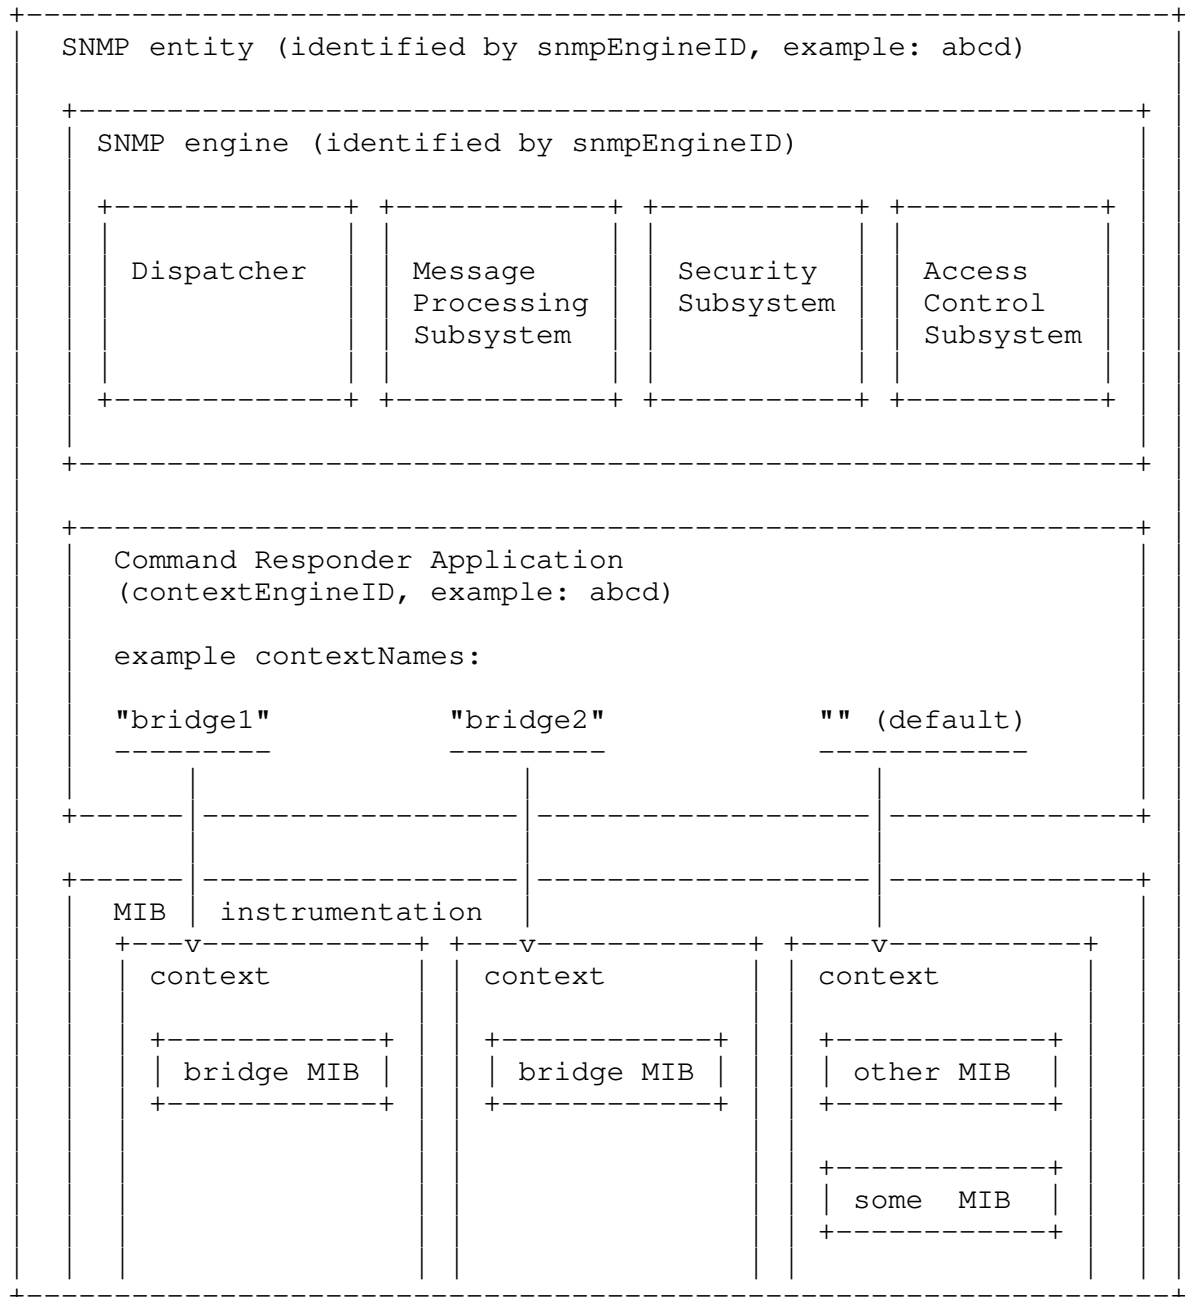 SNMP entity (identified by snmpEngineID, example: abcd)
SNMP engine (identified by snmpEngineID)
Dispatcher
Message
Processing
Subsystem
Security
Subsystem
Access
Control
Subsystem
Command Responder Application
(contextEngineID, example: abcd)
example contextNames:
"bridge1" "bridge2" "" (default)
MIB instrumentation
context context context
bridge MIB bridge MIB other MIB
some MIB